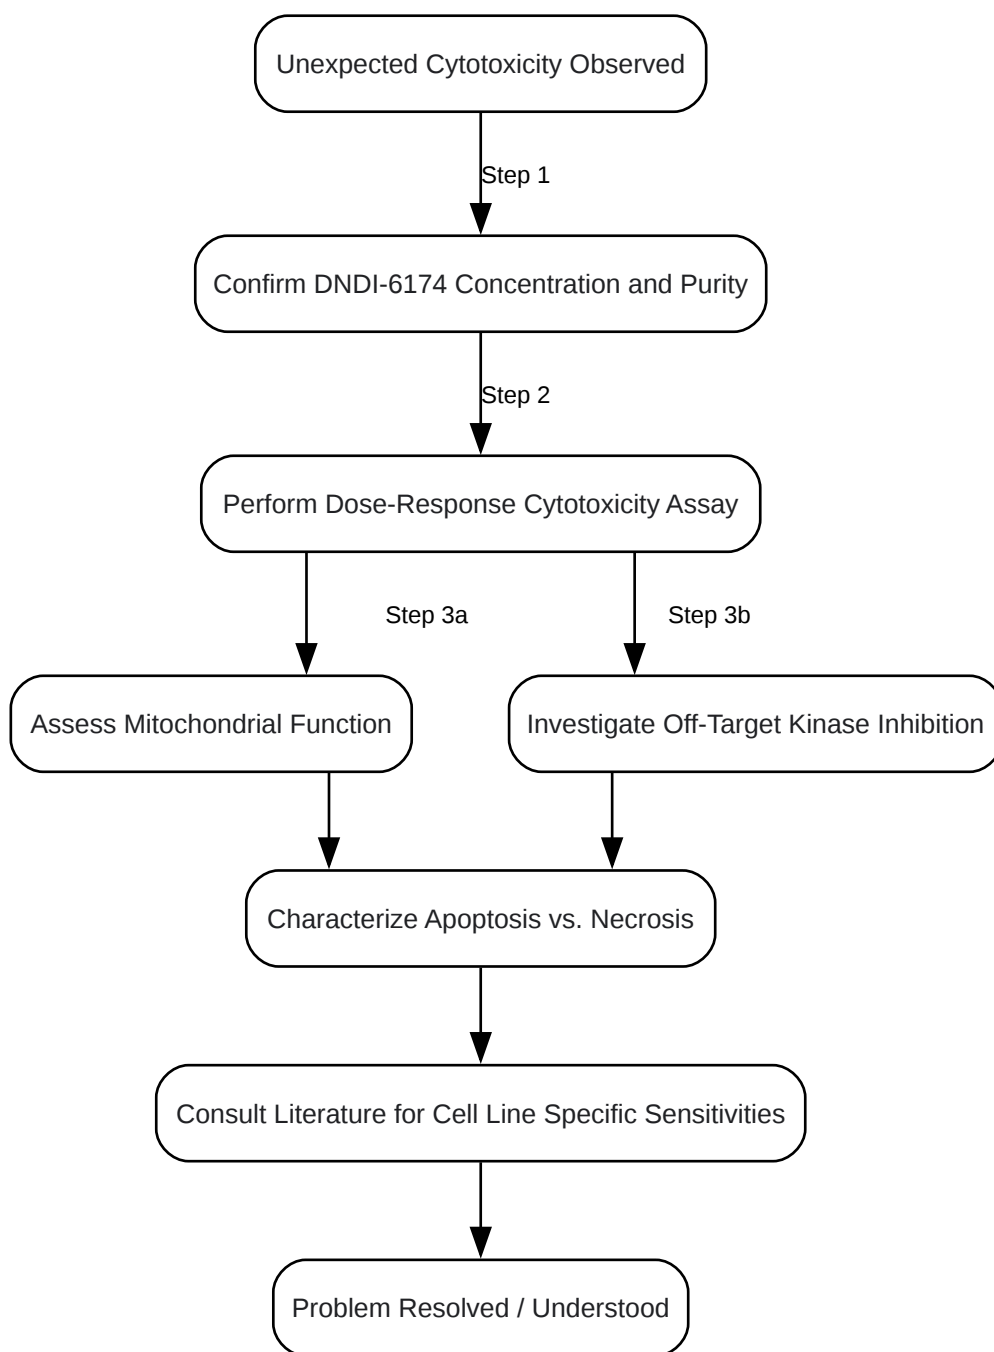 Unexpected Cytotoxicity Observed
Step 1
Confirm DNDI-6174 Concentration and Purity
Step 2
Perform Dose-Response Cytotoxicity Assay
Step 3a
Step 3b
Assess Mitochondrial Function
Investigate Off-Target Kinase Inhibition
Characterize Apoptosis vs. Necrosis
Consult Literature for Cell Line Specific Sensitivities
Problem Resolved / Understood